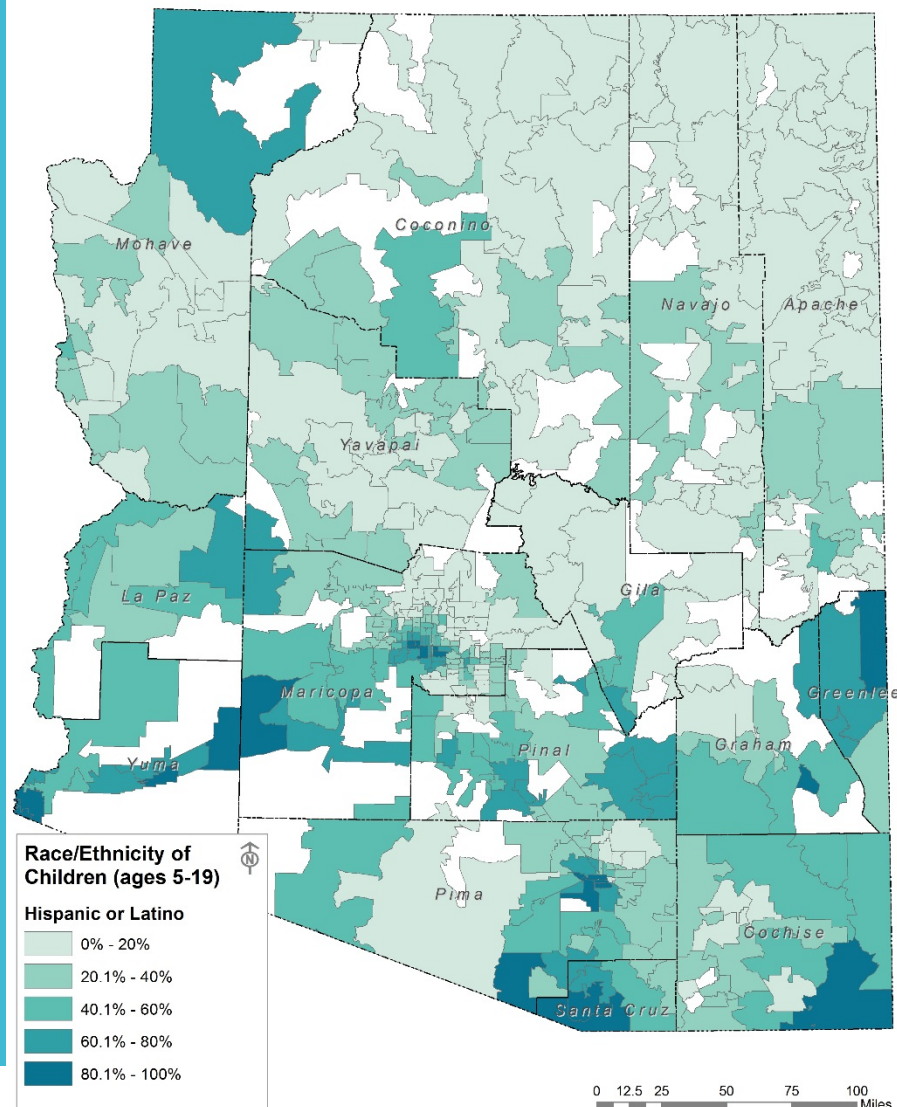 Coconino
Mohave
Navajo
Apache
Yavapai
La Paz
Gila
Maricopa
Greenlee
Graham
Pinal
Yuma
Pima
Cochise
Santa Cruz
Race/Ethnicity of
Children (ages 5-19)
N
Hispanic or Latino
0% - 20%
20.1% - 40%
40.1% - 60%
60.1% - 80%
80.1% - 100%
0 12.5 25 50 75 100
Miles